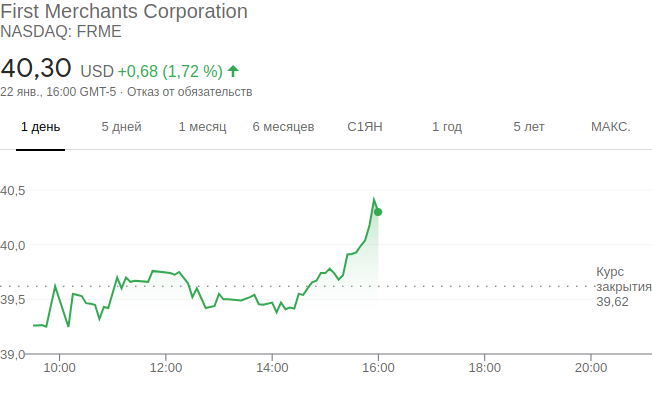 First Merchants Corporation
NASDAQ: FRME
40,30 USD +0,68 (1,72 %)
22 янв., 16:00 GMT-5 · Отказ от обязательств
1 день 5 дней 1 месяц 6 месяцев С1ЯН 1 год 5 лет МАКС.
40,5
40,0
Курс
закрытия
39,62
39,5
39,0
10:00 12:00 14:00 16:00 18:00 20:00